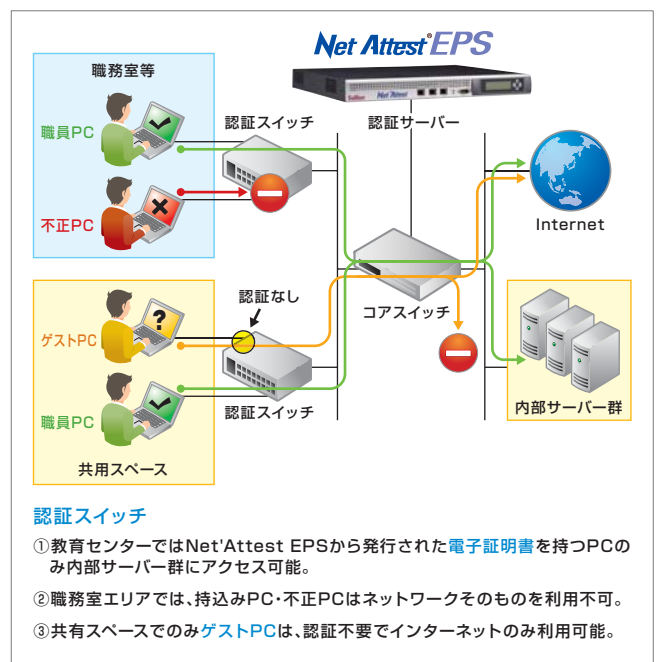 Net Attest EPS
職務室等
職員PC
認証スイッチ
認証サーバー
不正PC
Internet
認証なし
ゲストPC
コアスイッチ
職員PC
認証スイッチ
内部サーバー群
共用スペース
認証スイッチ
①教育センターではNet'Attest EPSから発行された電子証明書を持つPCの
み内部サーバー群にアクセス可能。
②職務室エリアでは、持込みPC・不正PCはネットワークそのものを利用不可。
③共有スペースでのみゲストPCは、認証不要でインターネットのみ利用可能。